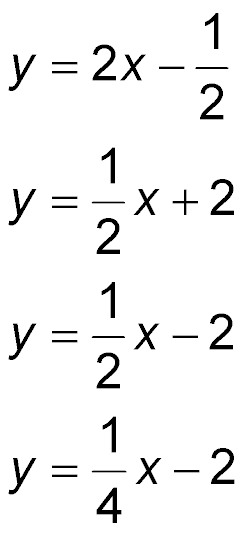 y = 2x − 1/2
y = 1/2 x + 2
y = 1/2 x − 2
y = 1/4 x − 2